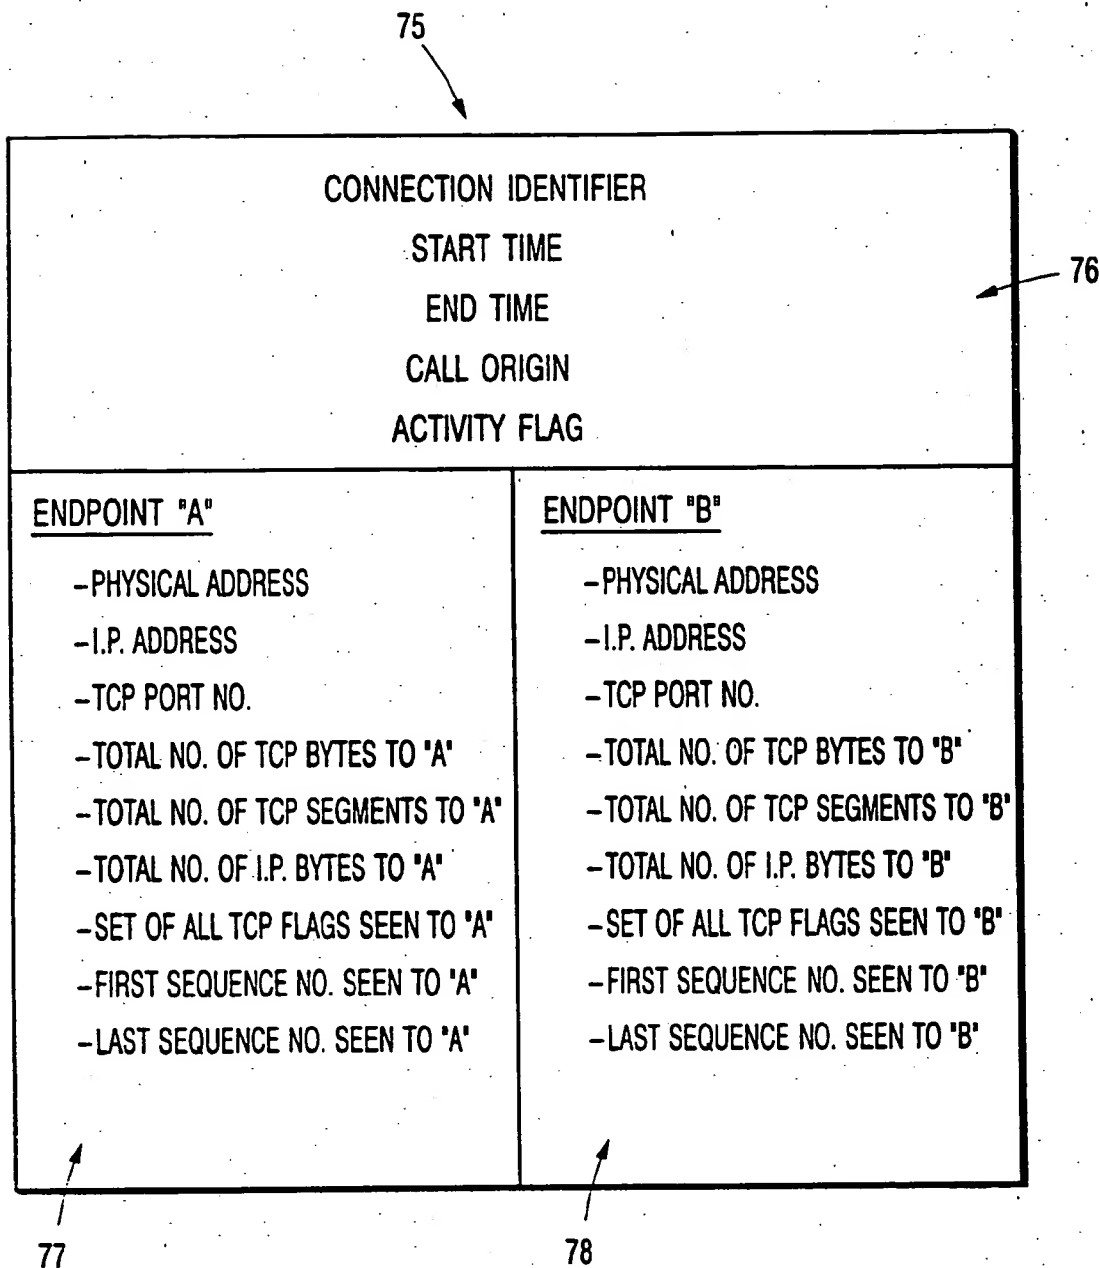 75
CONNECTION IDENTIFIER
START TIME
END TIME
CALL ORIGIN
ACTIVITY FLAG
76
ENDPOINT "A"
-PHYSICAL ADDRESS
-I.P. ADDRESS
-TCP PORT NO.
-TOTAL NO. OF TCP BYTES TO "A"
-TOTAL NO. OF TCP SEGMENTS TO "A"
-TOTAL NO. OF I.P. BYTES TO "A"
-SET OF ALL TCP FLAGS SEEN TO "A"
-FIRST SEQUENCE NO. SEEN TO "A"
-LAST SEQUENCE NO. SEEN TO "A"
77
ENDPOINT "B"
-PHYSICAL ADDRESS
-I.P. ADDRESS
-TCP PORT NO.
-TOTAL NO. OF TCP BYTES TO "B"
-TOTAL NO. OF TCP SEGMENTS TO "B"
-TOTAL NO. OF I.P. BYTES TO "B"
-SET OF ALL TCP FLAGS SEEN TO "B"
-FIRST SEQUENCE NO. SEEN TO "B"
-LAST SEQUENCE NO. SEEN TO "B"
78